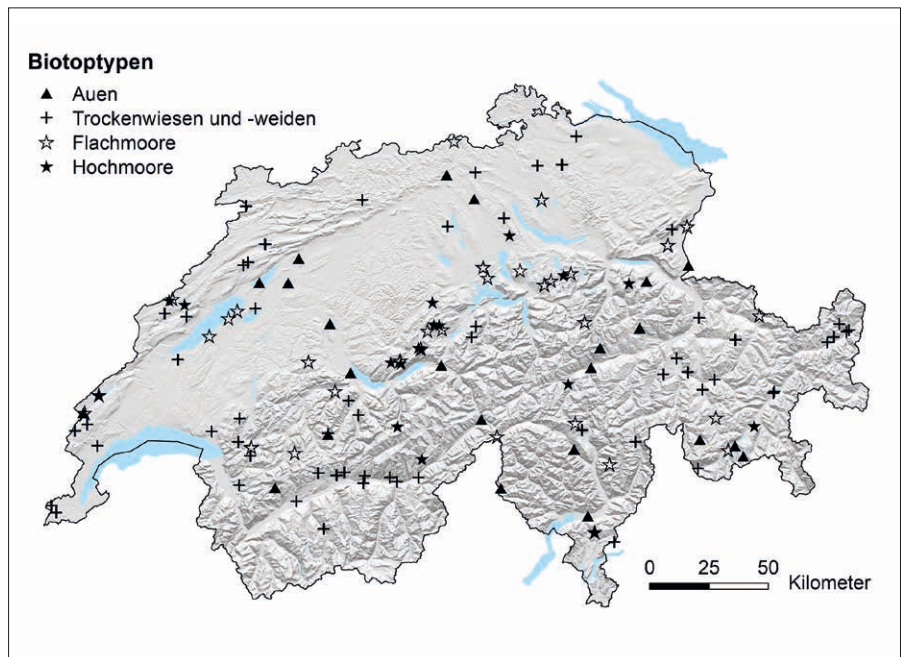 Biotoptypen
Auen
Trockenwiesen und -weiden
Flachmoore
Hochmoore
0 25 50
Kilometer